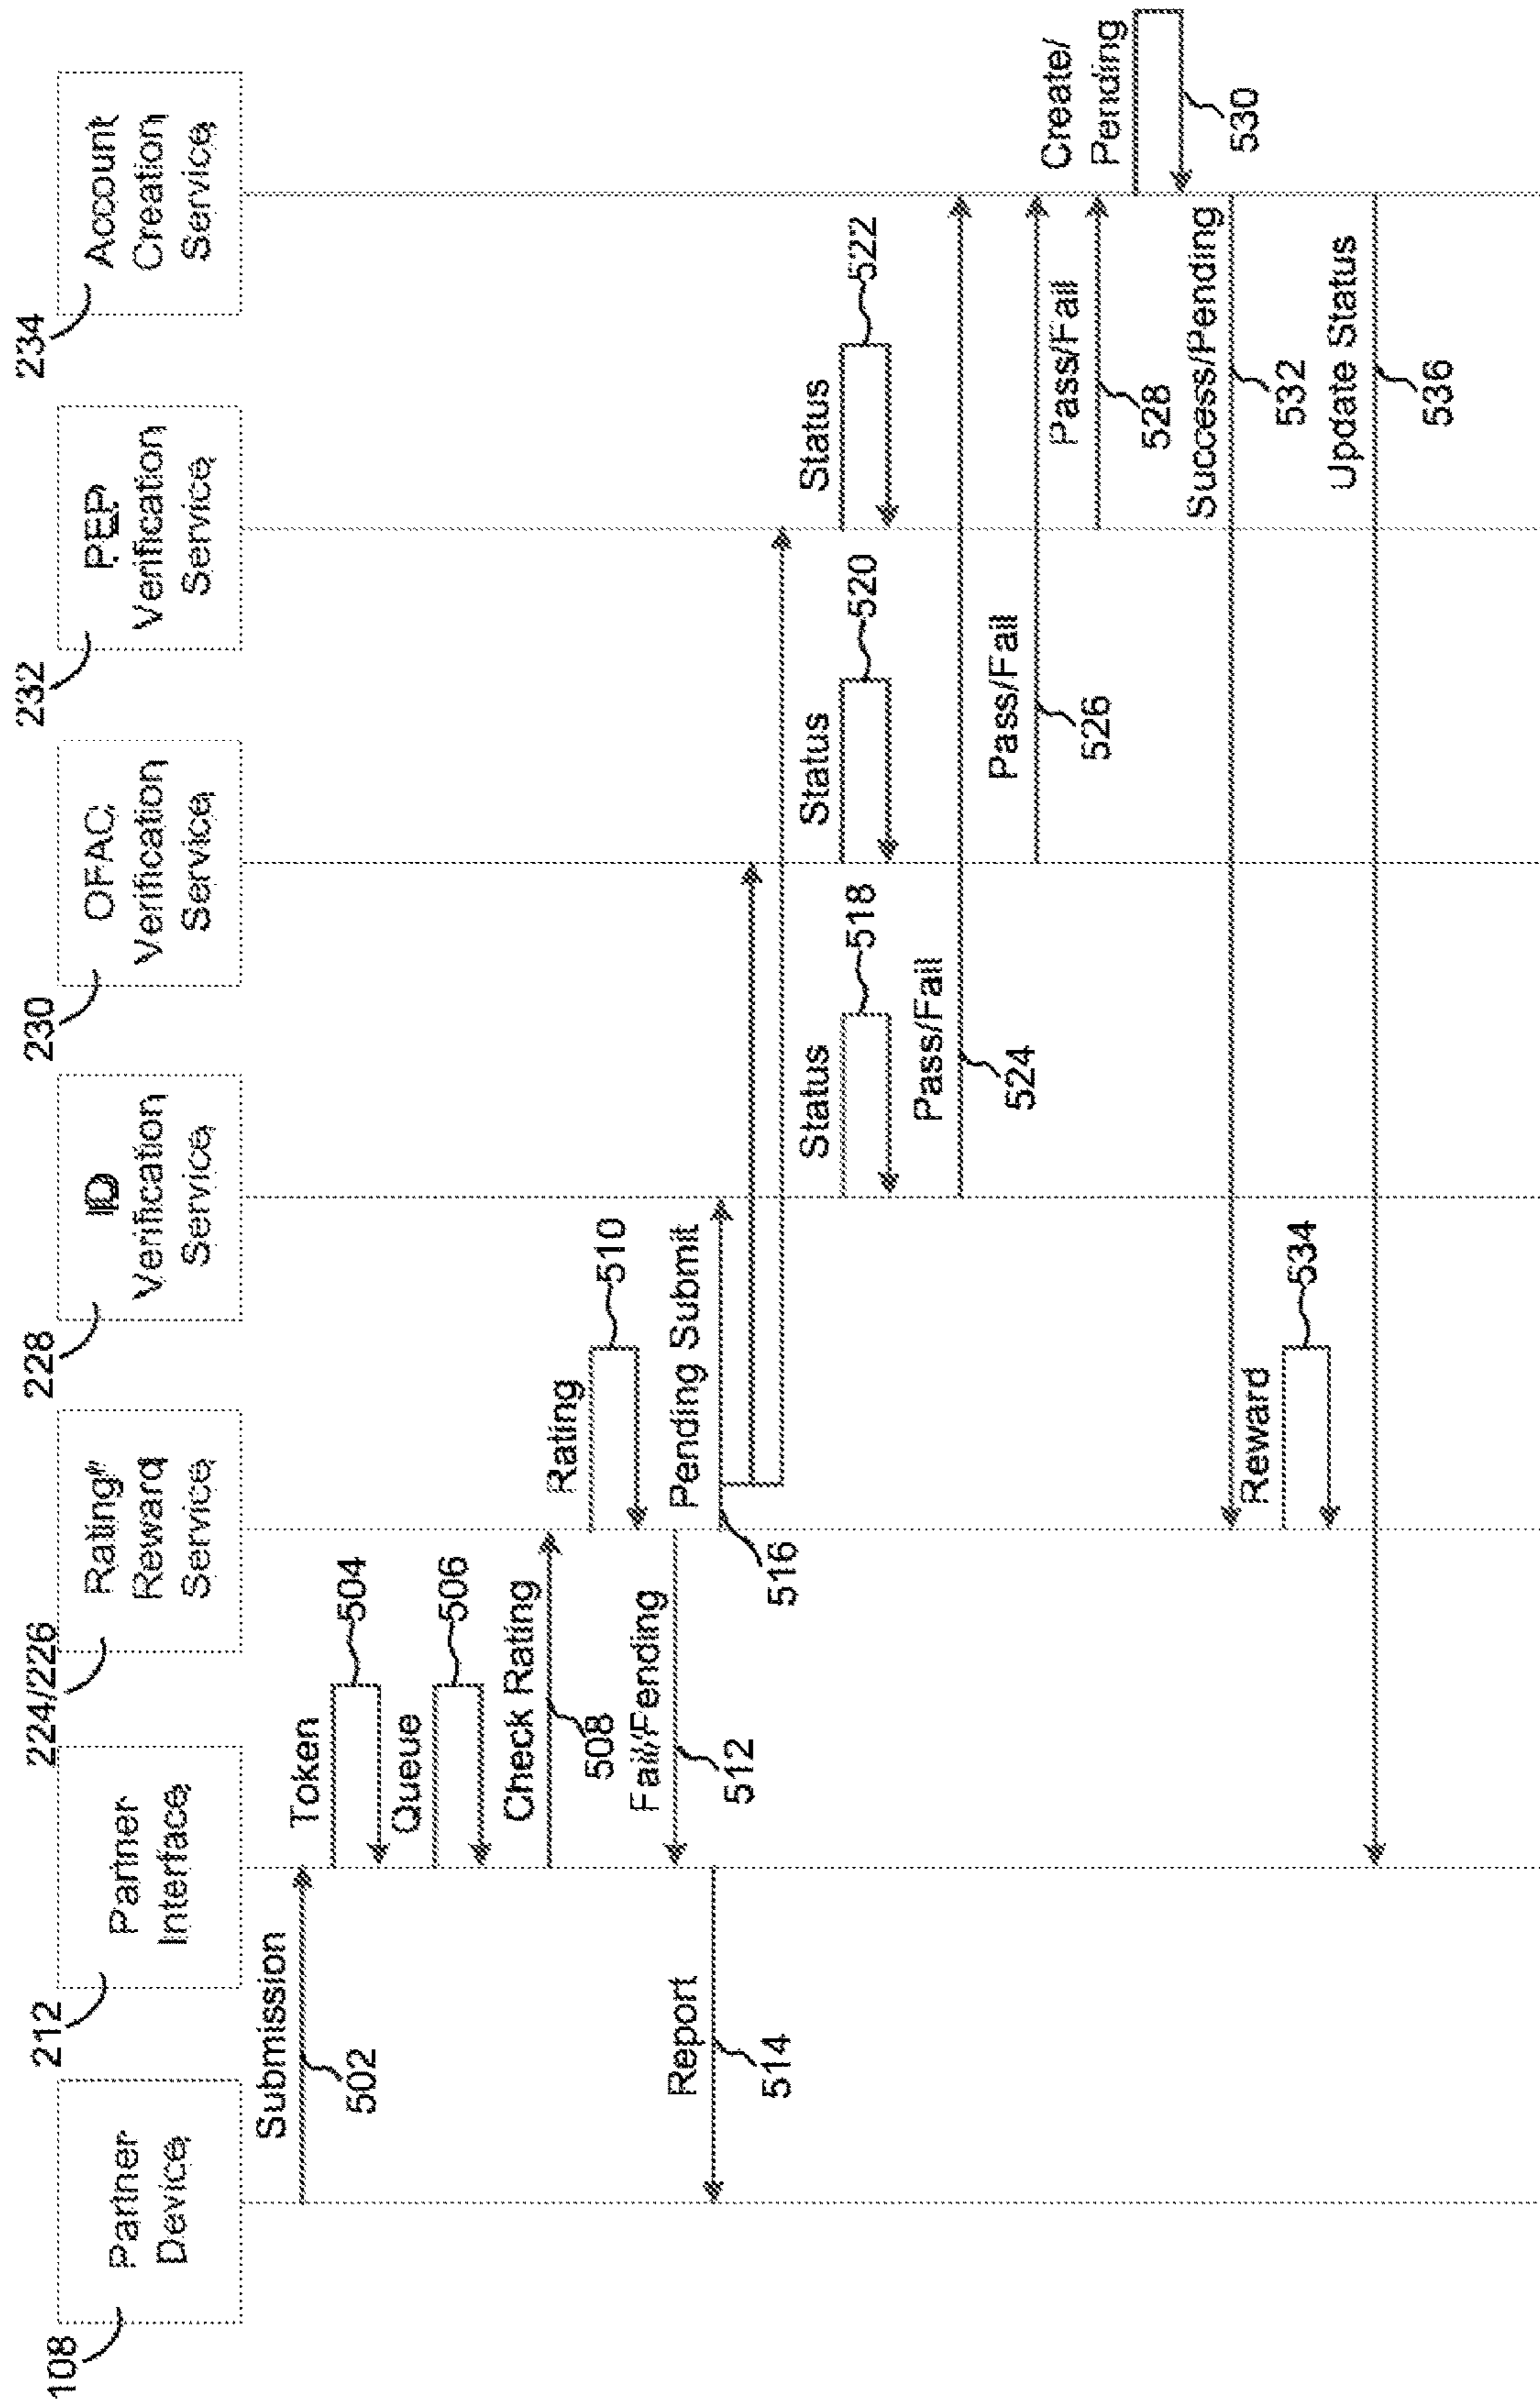 108
Partner
Device
212
Partner
Interface
224/226
Rating/
Reward
Service
228
ID
Verification
Service
230
OFAC
Verification
Service
232
PEP
Verification
Service
234
Account
Creation
Service
Submission
502
Token
504
Queue
506
Check Rating
508
Rating
510
Fail/Pending
512
Report
514
Pending Submit
516
Status
518
Status
520
Status
522
Pass/Fail
524
Pass/Fail
526
Pass/Fail
528
Create/
Pending
530
Success/Pending
532
Reward
534
Update Status
536